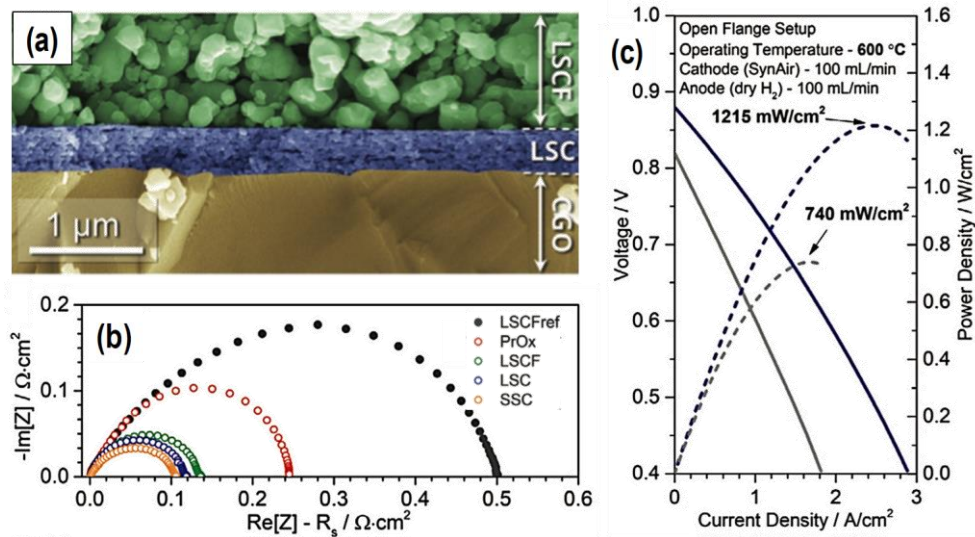 (a)
LSCF
LSC
CGO
1 µm
(b)
0.2
0.1
0.0
-Im[Z] / Ω·cm²
LSCFref
PrOx
LSCF
LSC
SSC
0.0 0.1 0.2 0.3 0.4 0.5 0.6
Re[Z] - Rs / Ω·cm²
(c)
Open Flange Setup
Operating Temperature - 600 °C
Cathode (SynAir) - 100 mL/min
Anode (dry H₂) - 100 mL/min
1215 mW/cm²
740 mW/cm²
1.0
0.9
0.8
0.7
0.6
0.5
0.4
Voltage / V
1.6
1.4
1.2
1.0
0.8
0.6
0.4
0.2
0.0
Power Density / W/cm²
0 1 2 3
Current Density / A/cm²